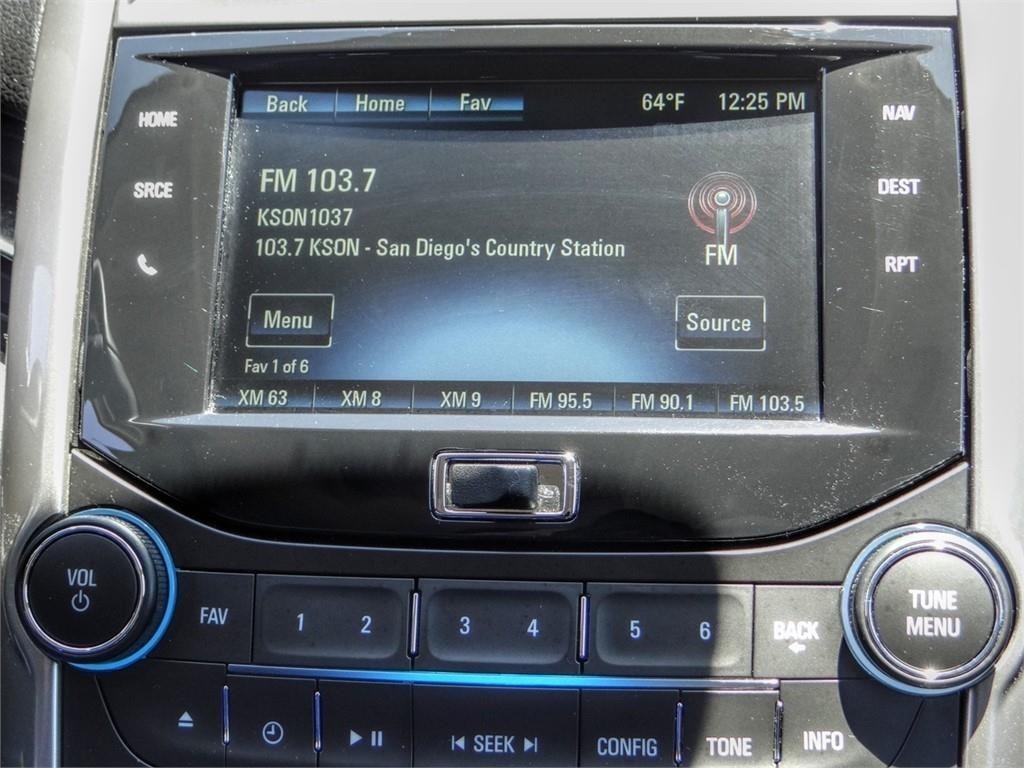 Back Home Fav 64°F 12:25 PM
HOME
NAV
SRCE
DEST
RPT
FM 103.7
KSON1037
103.7 KSON - San Diego's Country Station
FM
Menu
Source
Fav 1 of 6
XM 63 XM 8 XM 9 FM 95.5 FM 90.1 FM 103.5
VOL
FAV
1 2 3 4 5 6
BACK
TUNE
MENU
SEEK
CONFIG
TONE
INFO